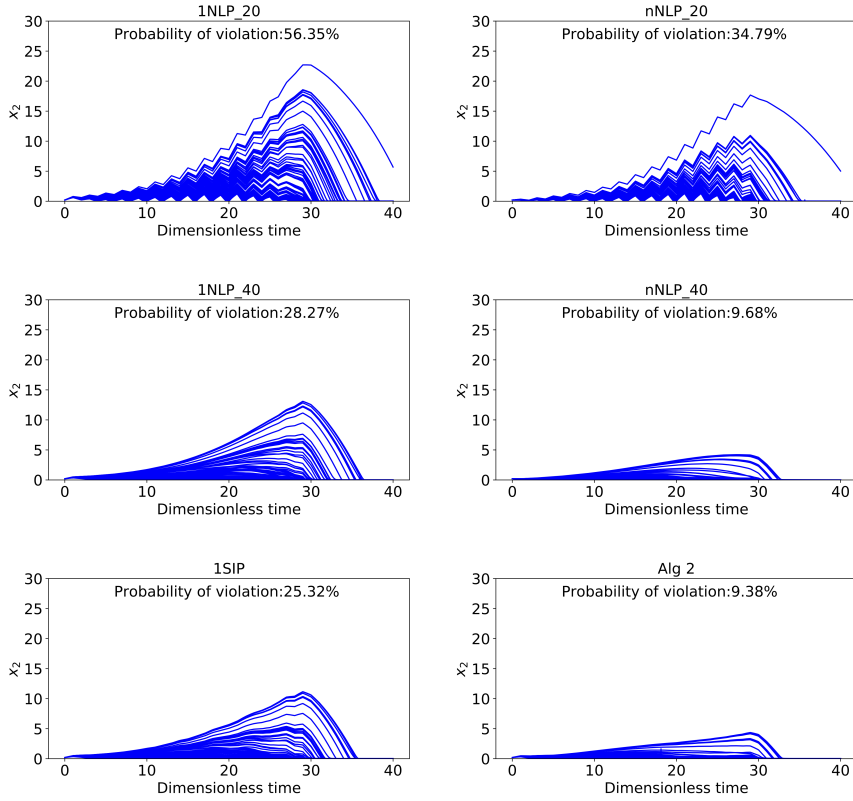 1NLP_20
Probability of violation:56.35%
30
25
20
15
10
5
0
x2
0 10 20 30 40
Dimensionless time
nNLP_20
Probability of violation:34.79%
30
25
20
15
10
5
0
x2
0 10 20 30 40
Dimensionless time
1NLP_40
Probability of violation:28.27%
30
25
20
15
10
5
0
x2
0 10 20 30 40
Dimensionless time
nNLP_40
Probability of violation:9.68%
30
25
20
15
10
5
0
x2
0 10 20 30 40
Dimensionless time
1SIP
Probability of violation:25.32%
30
25
20
15
10
5
0
x2
0 10 20 30 40
Dimensionless time
Alg 2
Probability of violation:9.38%
30
25
20
15
10
5
0
x2
0 10 20 30 40
Dimensionless time